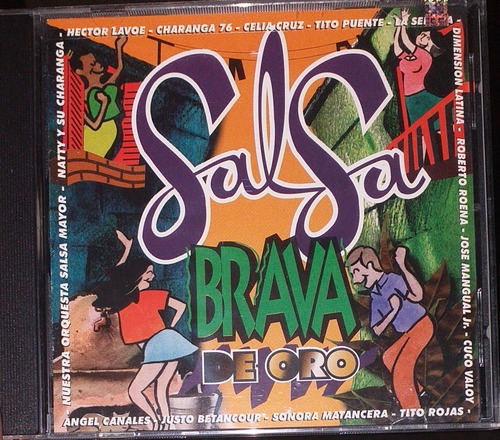 - HECTOR LAVOE - CHARANGA 76 - CELIA CRUZ - TITO PUENTE - LA
DIMENSION LATINA - ROBERTO ROENA - JOSE MANGUAL Jr. - CUCO VALOY
SalSa
BRAVA
DE ORO
NUESTRA ORQUESTA SALSA MAYOR - NATTY Y SU CHARANGA
ANGEL CANALES - JUSTO BETANCOURT - SONORA MATANCERA - TITO ROJAS -